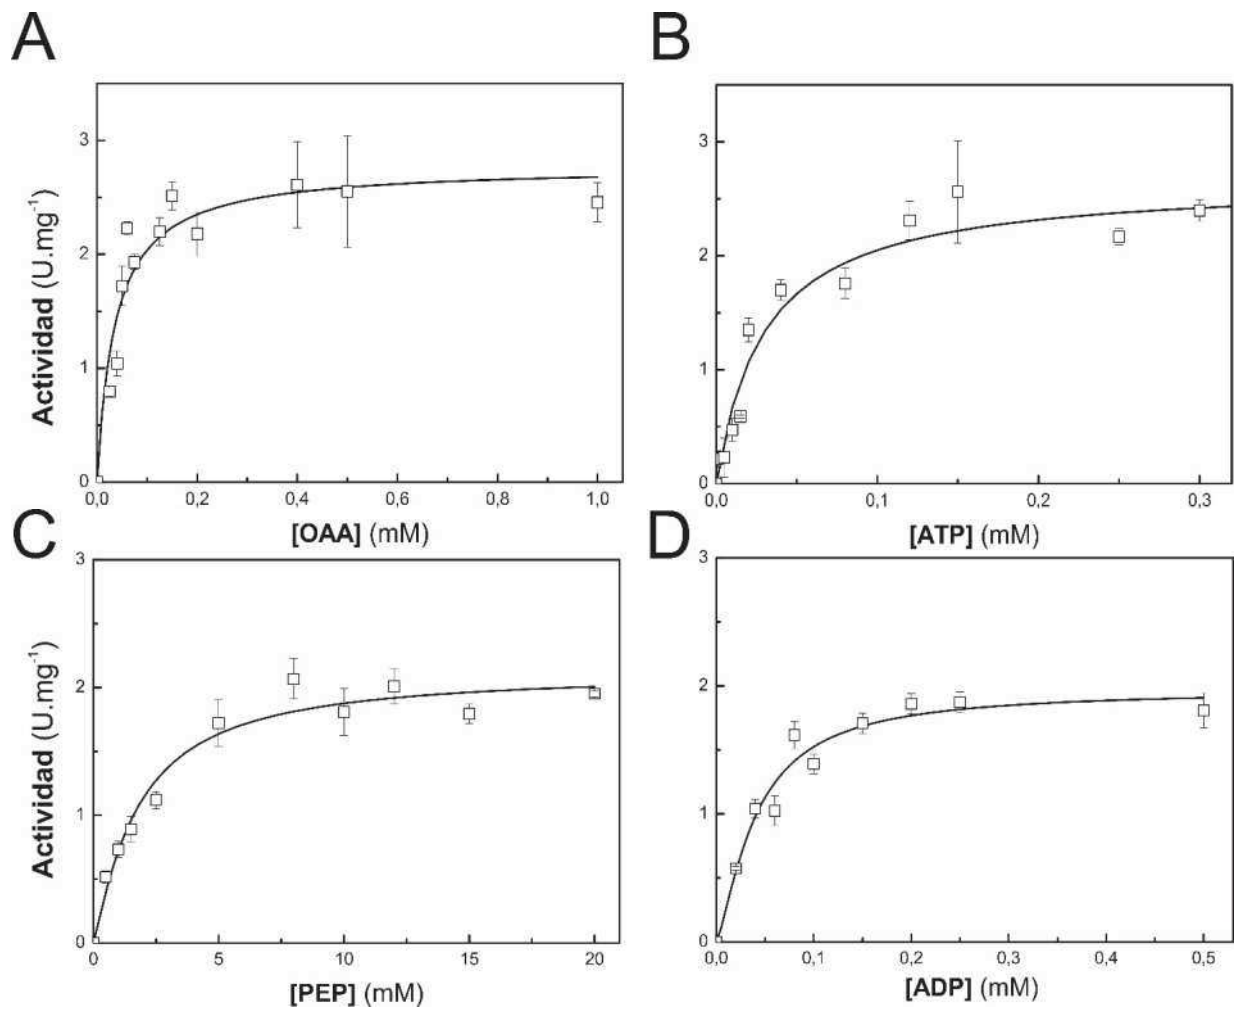 A
B
Actividad (U.mg-1)
3
2
1
0
0,0 0,2 0,4 0,6 0,8 1,0
[OAA] (mM)
3
2
1
0
0,0 0,1 0,2 0,3
[ATP] (mM)
C
D
Actividad (U.mg-1)
3
2
1
0
0 5 10 15 20
[PEP] (mM)
3
2
1
0
0,0 0,1 0,2 0,3 0,4 0,5
[ADP] (mM)